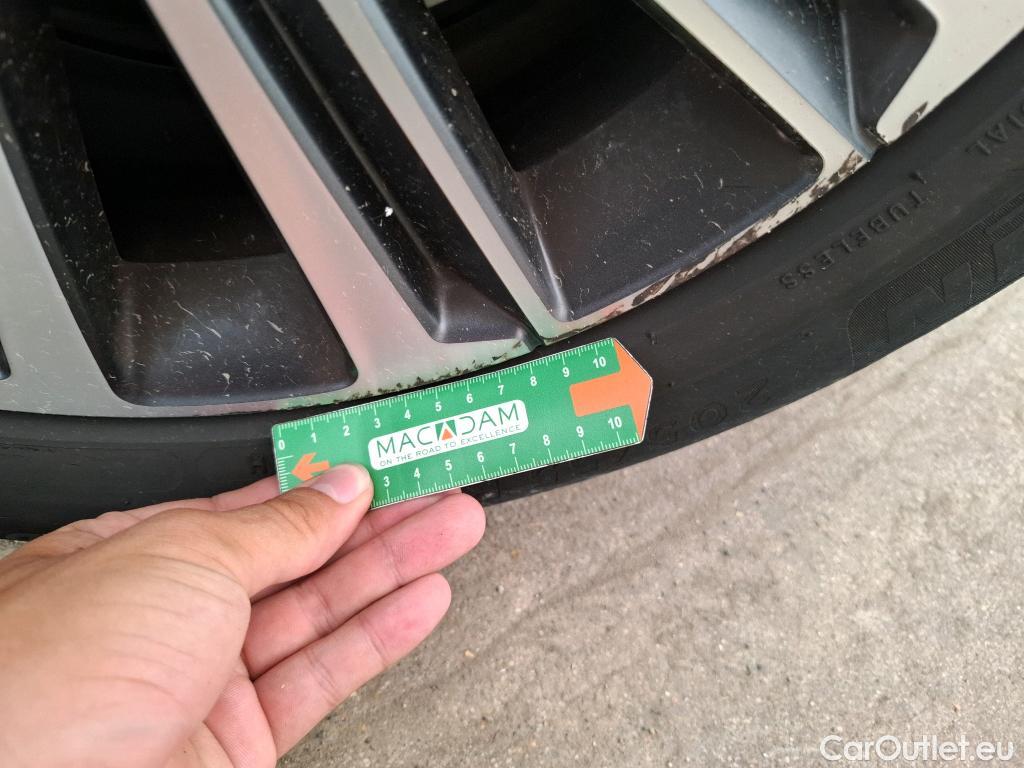 RADIAL
TUBELESS
0 1 2 3 4 5 6 7 8 9 10
MACADAM
ON THE ROAD TO EXCELLENCE
3 4 5 6 7 8 9 10
CarOutlet.eu